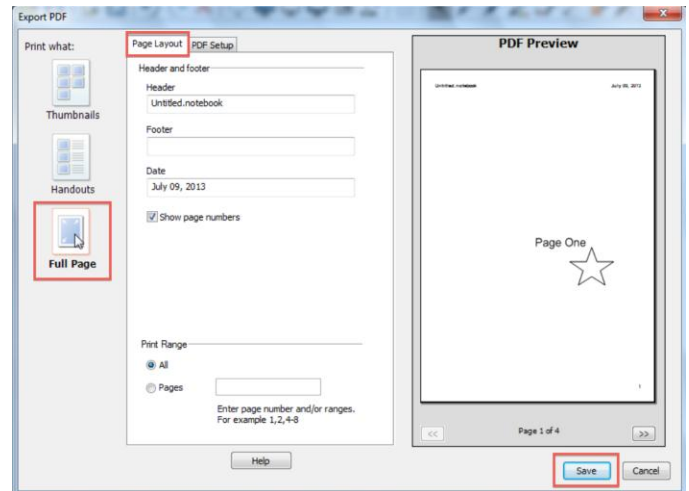 Export PDF
Print what:
Thumbnails
Handouts
Full Page
Page Layout
PDF Setup
Header and footer
Header
Untitled.notebook
Footer
Date
July 09, 2013
Show page numbers
Print Range
All
Pages
Enter page number and/or ranges.
For example 1,2,4-8
Help
PDF Preview
Untitled.notebook
July 09, 2013
Page One
1
<<
Page 1 of 4
>>
Save
Cancel